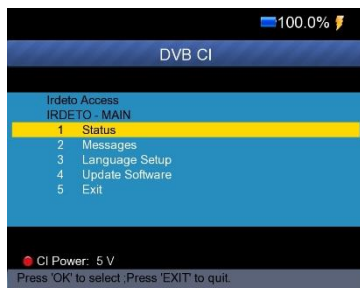 100.0%
DVB CI
Irdeto Access
IRDETO - MAIN
1 Status
2 Messages
3 Language Setup
4 Update Software
5 Exit
CI Power: 5 V
Press 'OK' to select ;Press 'EXIT' to quit.